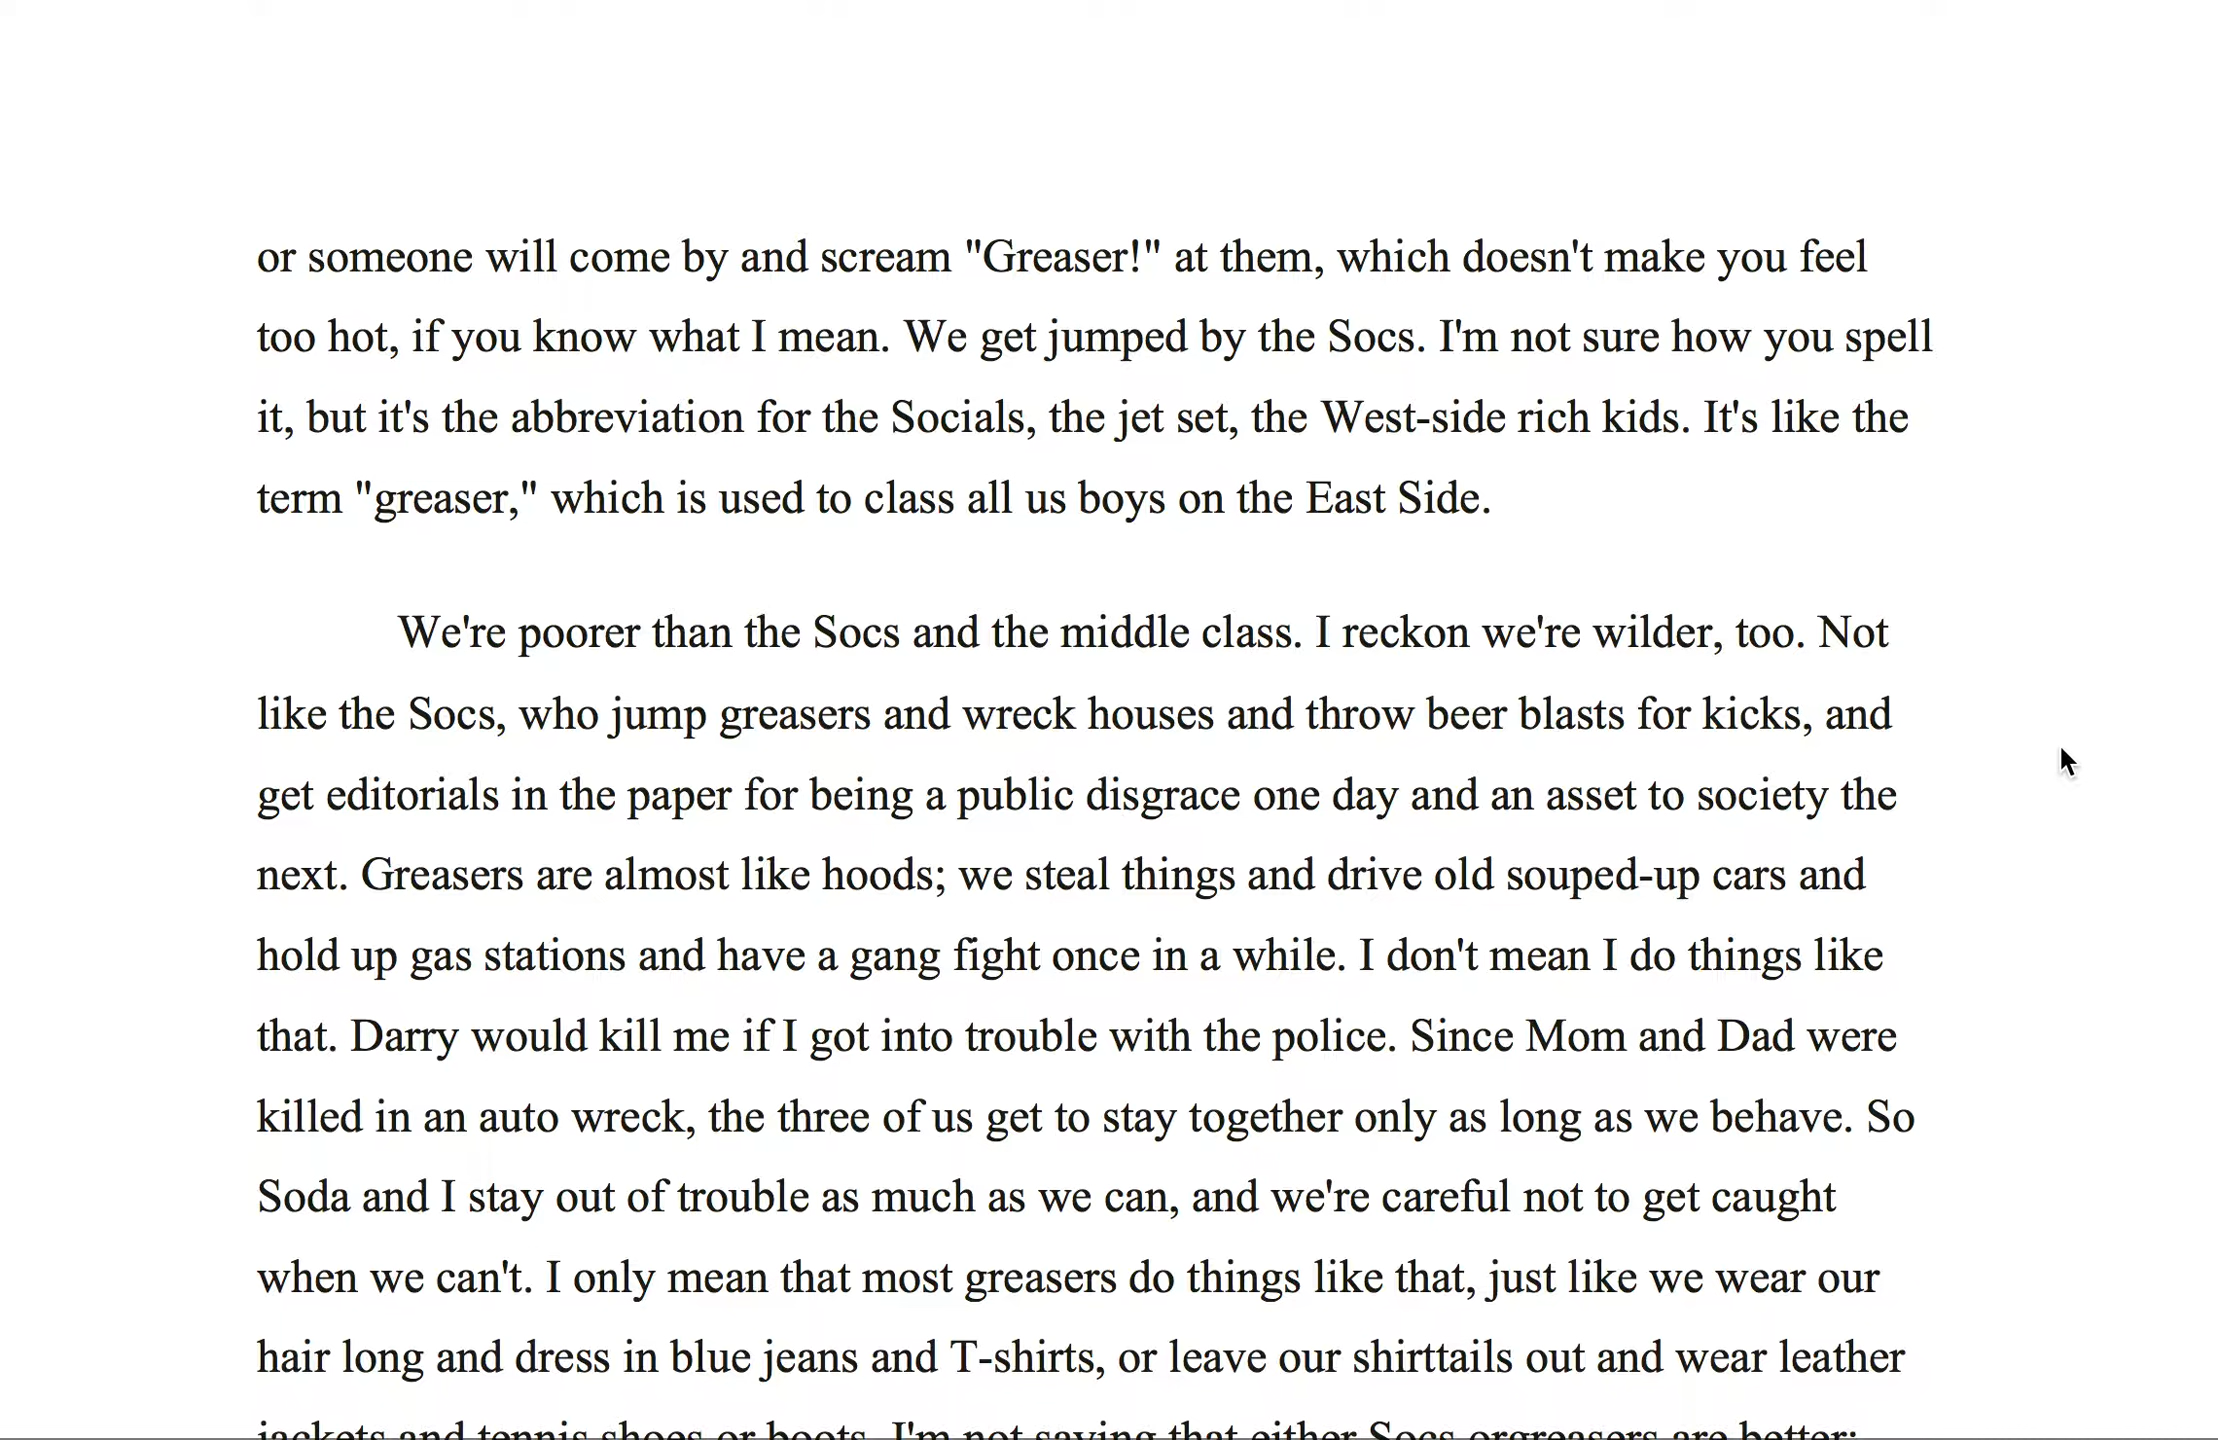 or someone will come by and scream "Greaser!" at them, which doesn't make you feel
too hot, if you know what I mean. We get jumped by the Socs. I'm not sure how you spell
it, but it's the abbreviation for the Socials, the jet set, the West-side rich kids. It's like the
term "greaser," which is used to class all us boys on the East Side.
We're poorer than the Socs and the middle class. I reckon we're wilder, too. Not
like the Socs, who jump greasers and wreck houses and throw beer blasts for kicks, and
get editorials in the paper for being a public disgrace one day and an asset to society the
next. Greasers are almost like hoods; we steal things and drive old souped-up cars and
hold up gas stations and have a gang fight once in a while. I don't mean I do things like
that. Darry would kill me if I got into trouble with the police. Since Mom and Dad were
killed in an auto wreck, the three of us get to stay together only as long as we behave. So
Soda and I stay out of trouble as much as we can, and we're careful not to get caught
when we can't. I only mean that most greasers do things like that, just like we wear our
hair long and dress in blue jeans and T-shirts, or leave our shirttails out and wear leather
jackets and tennis shoes or boots. I'm not saying that either Socs orgreasers are better;